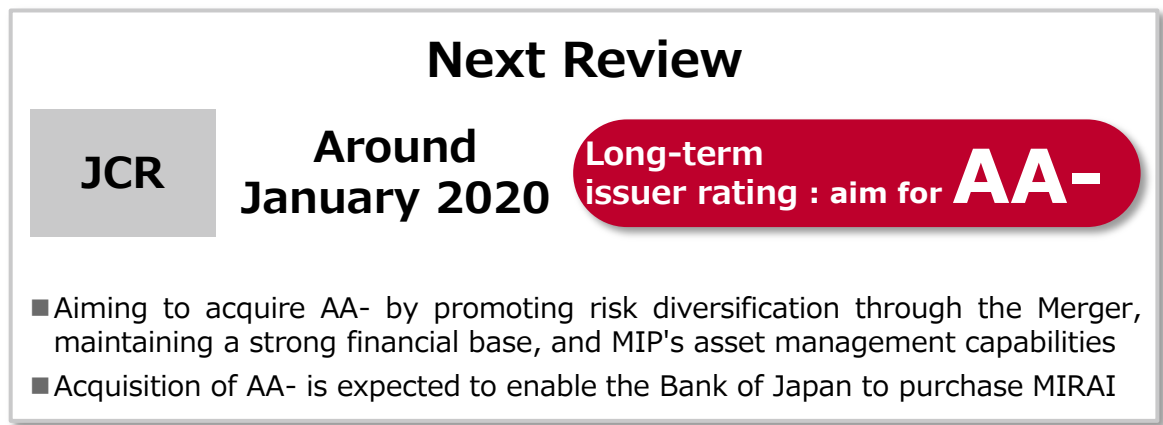 Next Review
JCR
Around
January 2020
Long-term
issuer rating : aim for AA-
■Aiming to acquire AA- by promoting risk diversification through the Merger,
maintaining a strong financial base, and MIP's asset management capabilities
■Acquisition of AA- is expected to enable the Bank of Japan to purchase MIRAI